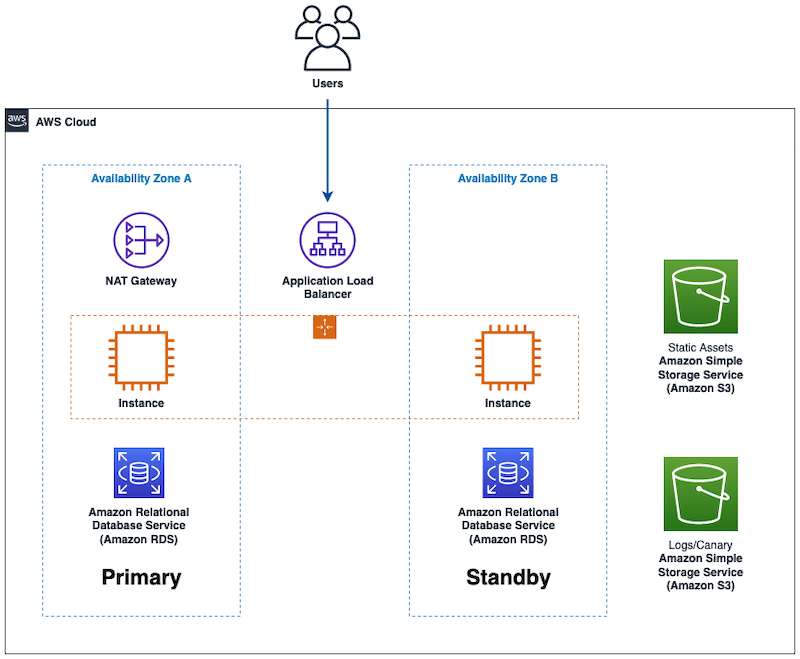 Users
aws
AWS Cloud
Availability Zone A
Availability Zone B
NAT Gateway
Application Load
Balancer
Static Assets
Amazon Simple
Storage Service
(Amazon S3)
Instance
Instance
Amazon Relational
Database Service
(Amazon RDS)
Primary
Amazon Relational
Database Service
(Amazon RDS)
Standby
Logs/Canary
Amazon Simple
Storage Service
(Amazon S3)